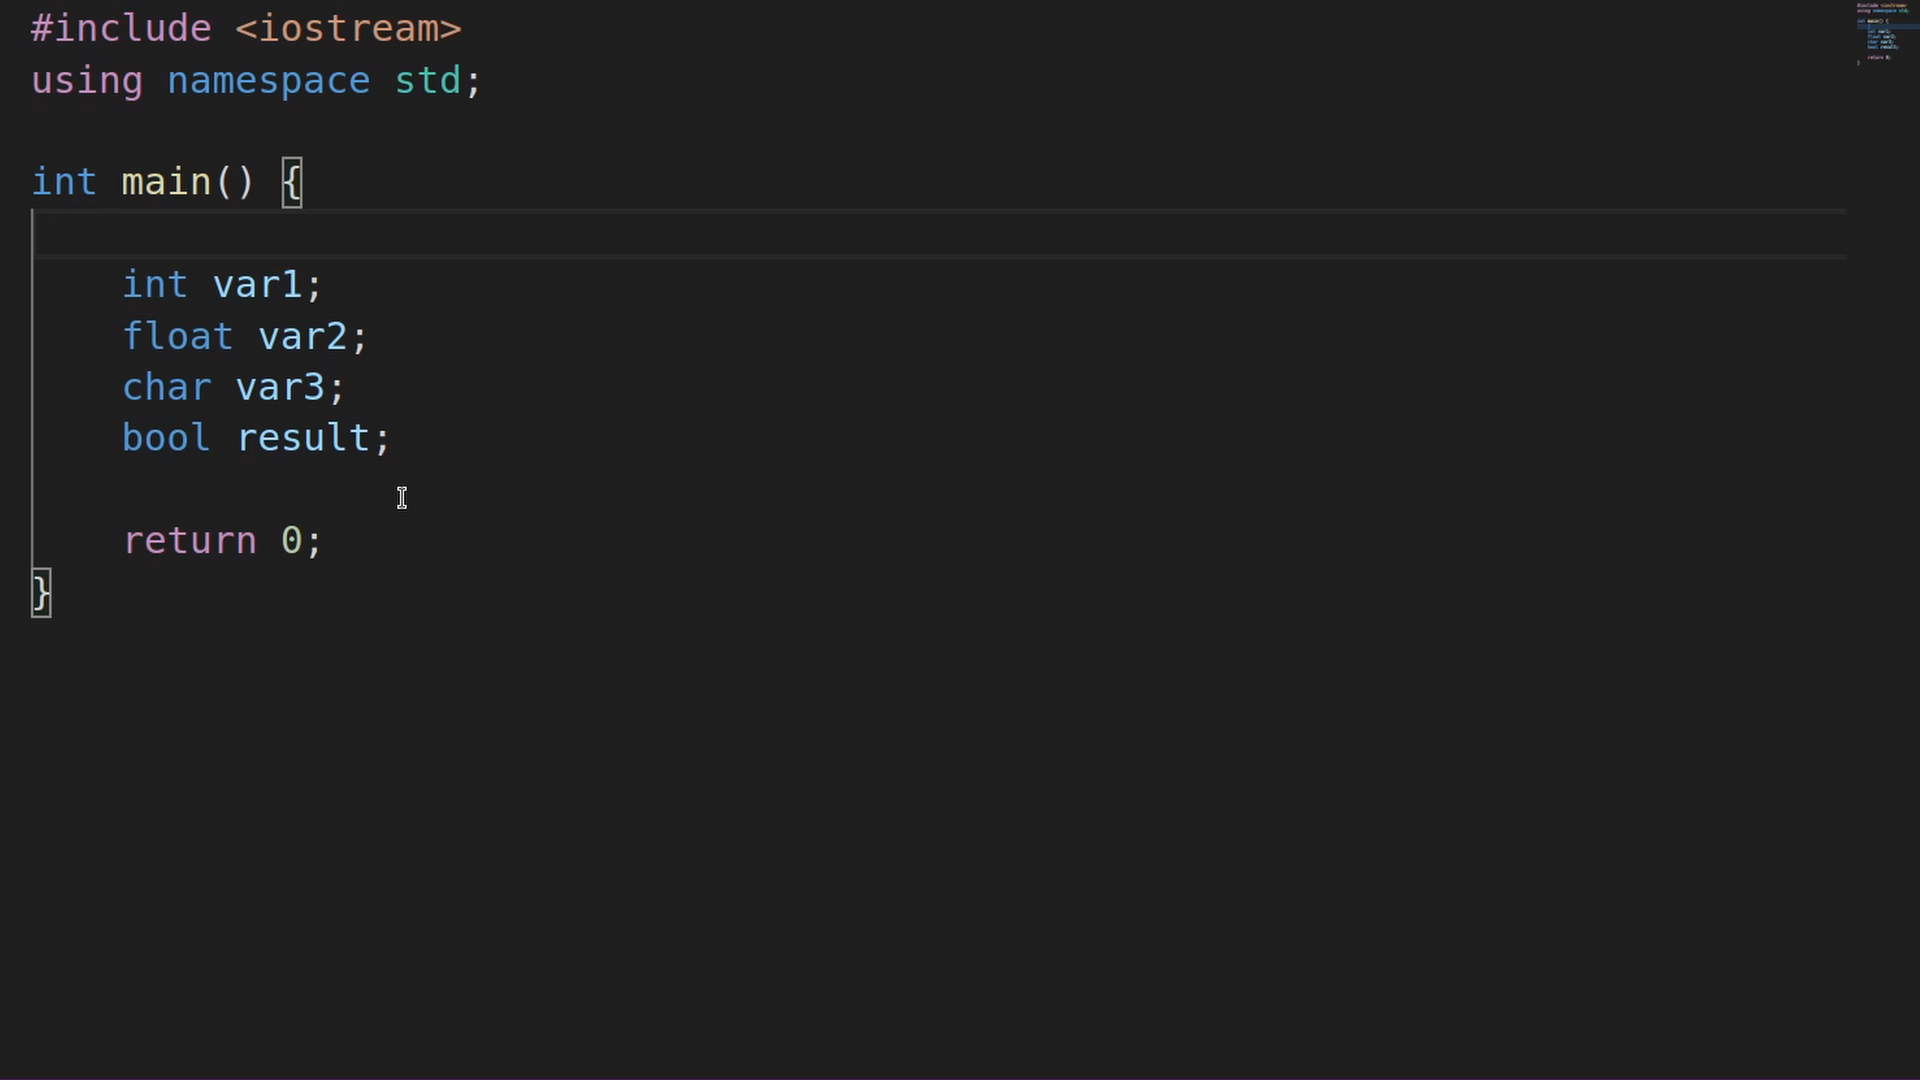 #include <iostream>
using namespace std;
int main() {
int var1;
float var2;
char var3;
bool result;
return 0;
}